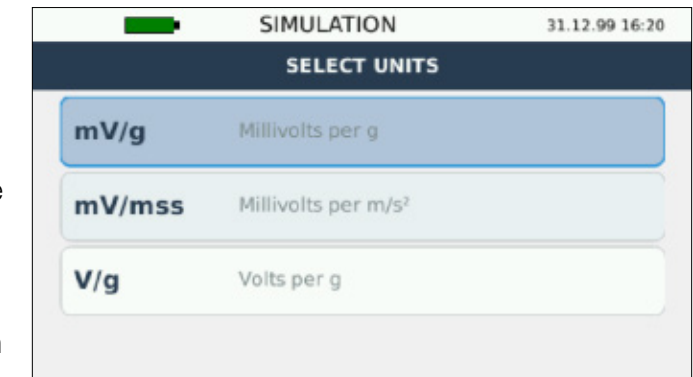 SIMULATION 31.12.99 16:20
SELECT UNITS
mV/g Millivolts per g
mV/mss Millivolts per m/s²
V/g Volts per g